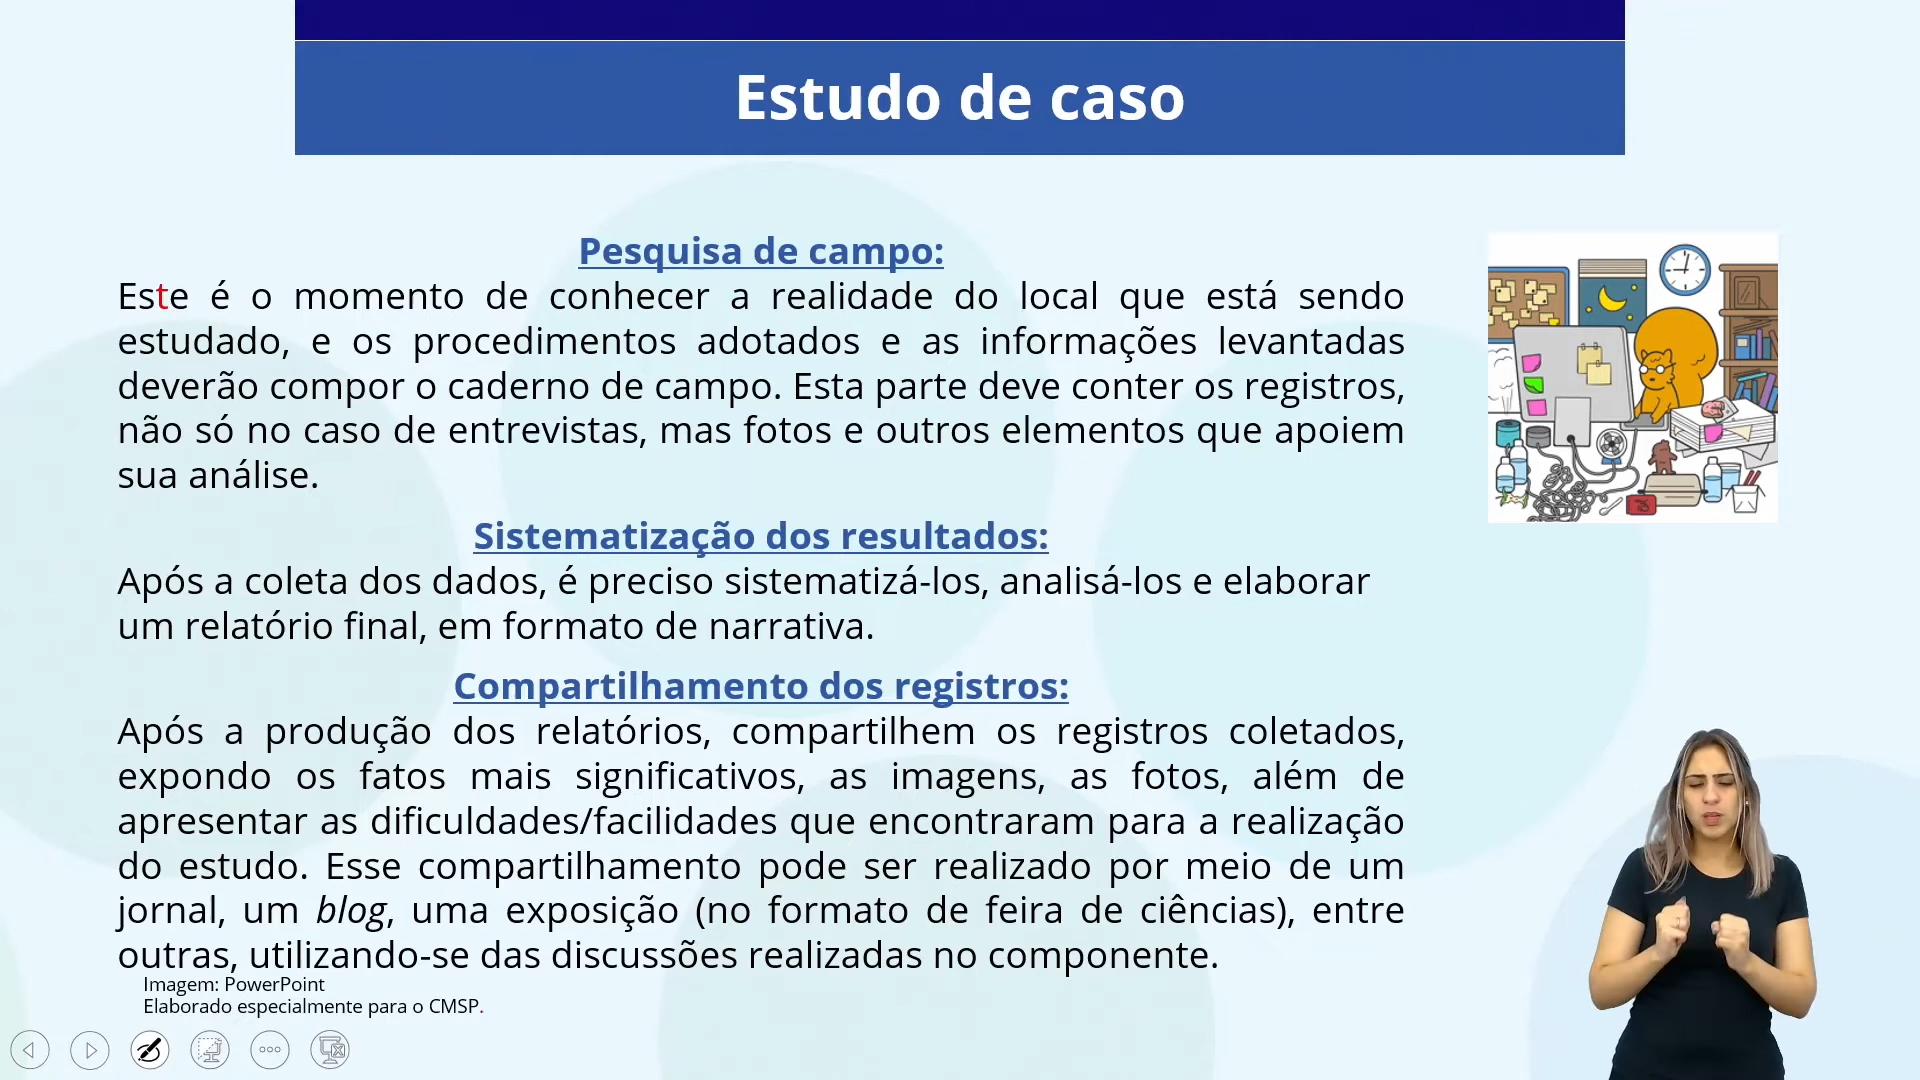 Estudo de caso
Pesquisa de campo:
Este é o momento de conhecer a realidade do local que está sendo
estudado, e os procedimentos adotados e as informações levantadas
deverão compor o caderno de campo. Esta parte deve conter os registros,
não só no caso de entrevistas, mas fotos e outros elementos que apoiem
sua análise.
Sistematização dos resultados:
Após a coleta dos dados, é preciso sistematizá-los, analisá-los e elaborar
um relatório final, em formato de narrativa.
Compartilhamento dos registros:
Após a produção dos relatórios, compartilhem os registros coletados,
expondo os fatos mais significativos, as imagens, as fotos, além de
apresentar as dificuldades/facilidades que encontraram para a realização
do estudo. Esse compartilhamento pode ser realizado por meio de um
jornal, um blog, uma exposição (no formato de feira de ciências), entre
outras, utilizando-se das discussões realizadas no componente.
Imagem: PowerPoint
Elaborado especialmente para o CMSP.